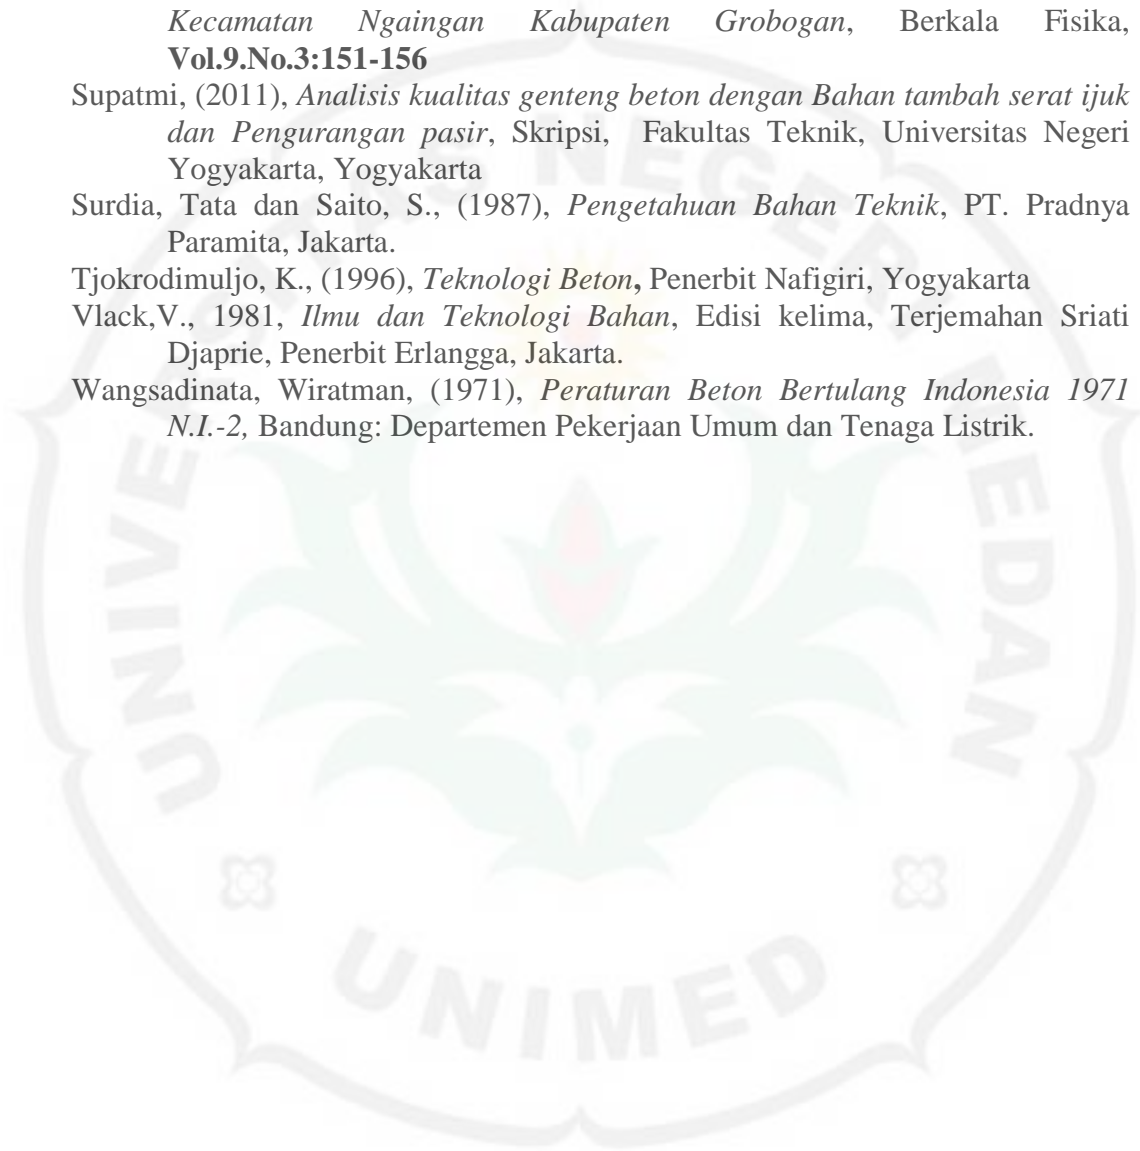 Kecamatan Ngaingan Kabupaten Grobogan, Berkala Fisika,
Vol.9.No.3:151-156
Supatmi, (2011), Analisis kualitas genteng beton dengan Bahan tambah serat ijuk
dan Pengurangan pasir, Skripsi, Fakultas Teknik, Universitas Negeri
Yogyakarta, Yogyakarta
Surdia, Tata dan Saito, S., (1987), Pengetahuan Bahan Teknik, PT. Pradnya
Paramita, Jakarta.
Tjokrodimuljo, K., (1996), Teknologi Beton, Penerbit Nafigiri, Yogyakarta
Vlack,V., 1981, Ilmu dan Teknologi Bahan, Edisi kelima, Terjemahan Sriati
Djaprie, Penerbit Erlangga, Jakarta.
Wangsadinata, Wiratman, (1971), Peraturan Beton Bertulang Indonesia 1971
N.I.-2, Bandung: Departemen Pekerjaan Umum dan Tenaga Listrik.
UNIVERSITAS NEGERI MEDAN
UNIMED